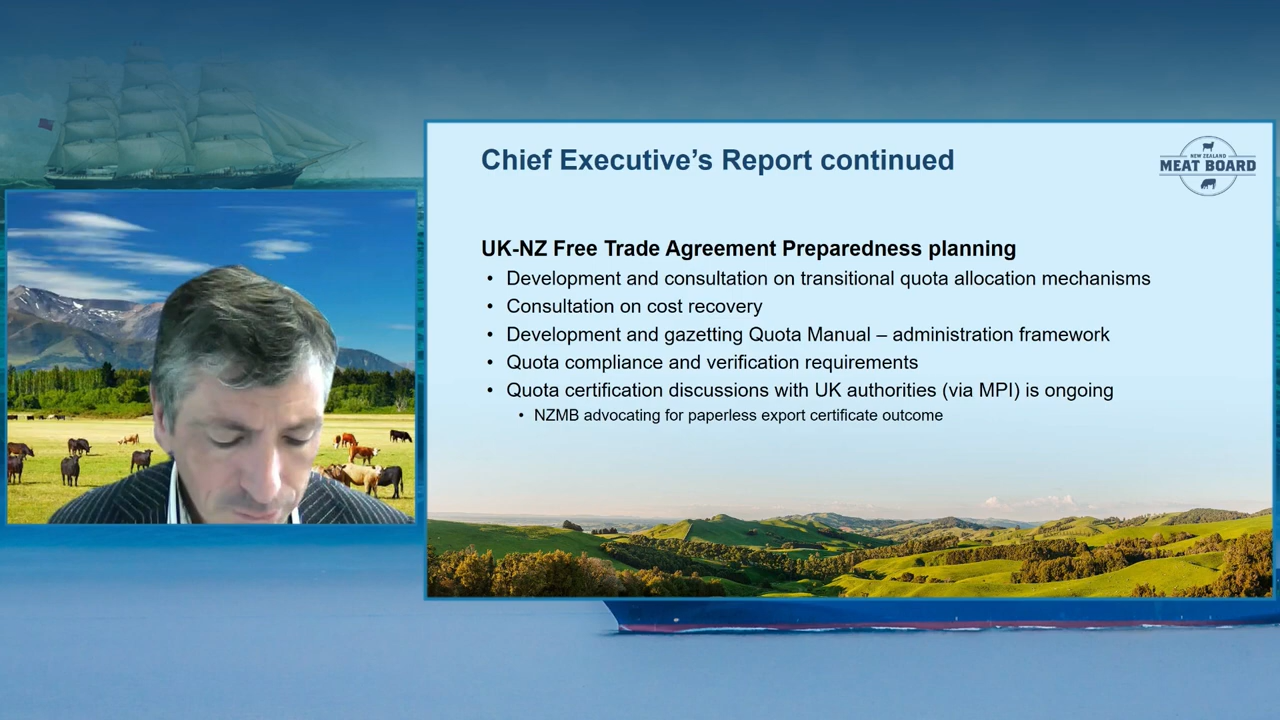 Chief Executive’s Report continued
NEW ZEALAND
MEAT BOARD
UK-NZ Free Trade Agreement Preparedness planning
• Development and consultation on transitional quota allocation mechanisms
• Consultation on cost recovery
• Development and gazetting Quota Manual – administration framework
• Quota compliance and verification requirements
• Quota certification discussions with UK authorities (via MPI) is ongoing
• NZMB advocating for paperless export certificate outcome